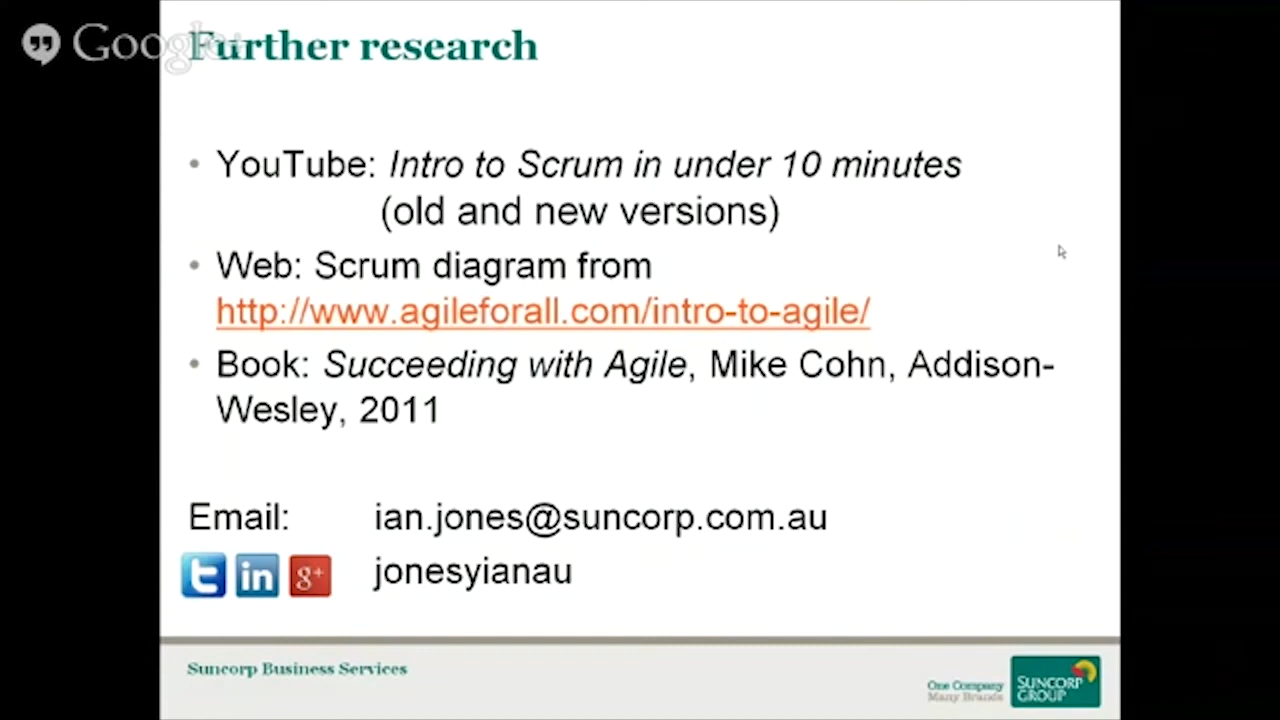 Google+
Further research
• YouTube: Intro to Scrum in under 10 minutes
(old and new versions)
• Web: Scrum diagram from
http://www.agileforall.com/intro-to-agile/
• Book: Succeeding with Agile, Mike Cohn, Addison-
Wesley, 2011
Email: ian.jones@suncorp.com.au
t in g+ jonesyianau
Suncorp Business Services
One Company
Many Brands
SUNCORP
GROUP